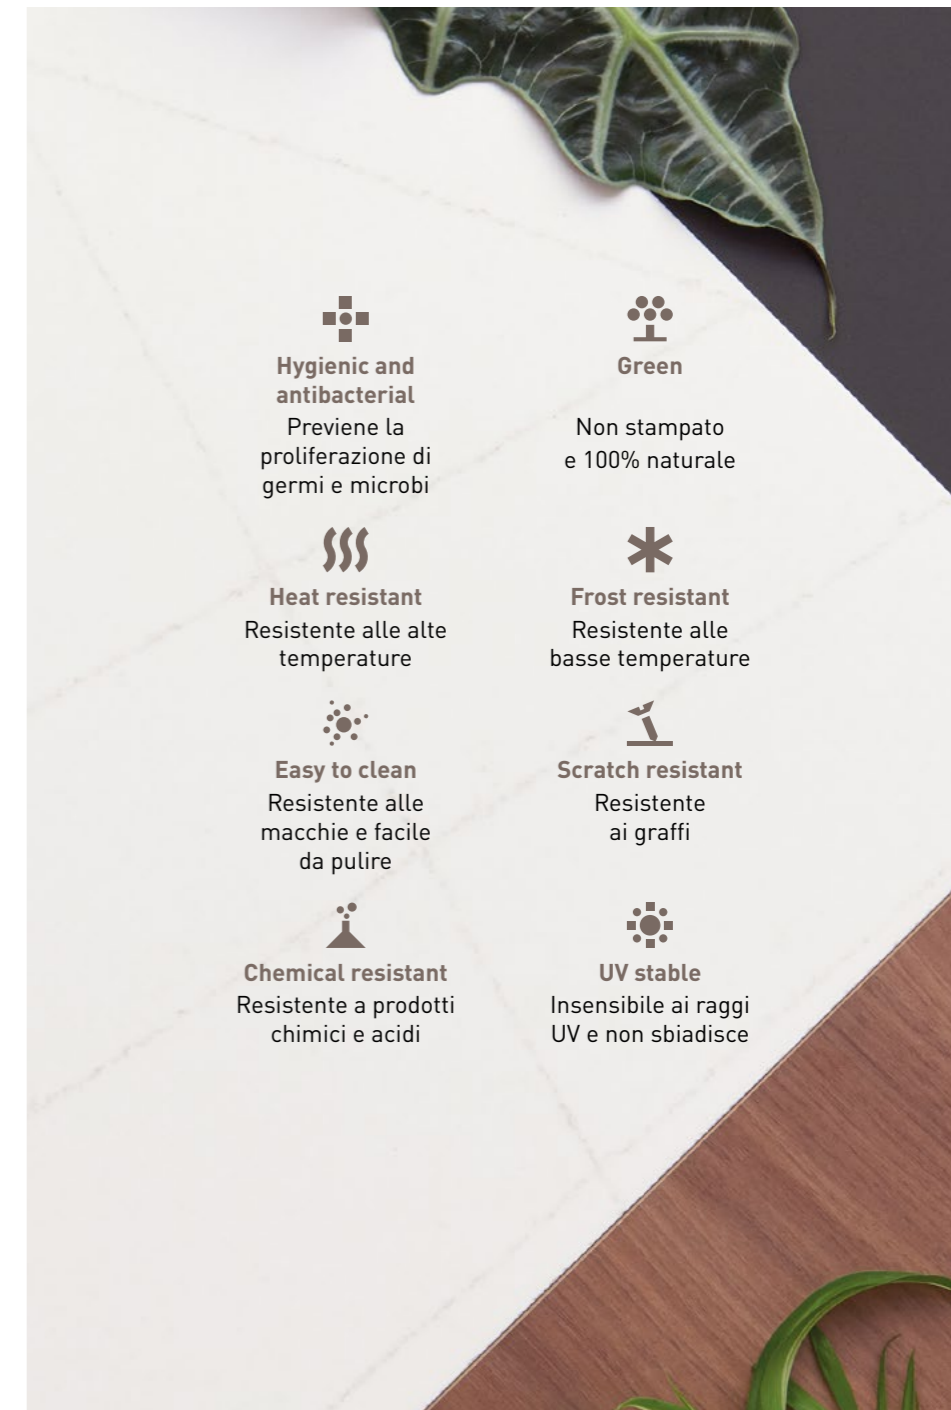 Hygienic and
antibacterial
Previene la
proliferazione di
germi e microbi
Green
Non stampato
e 100% naturale
Heat resistant
Resistente alle alte
temperature
Frost resistant
Resistente alle
basse temperature
Easy to clean
Resistente alle
macchie e facile
da pulire
Scratch resistant
Resistente
ai graffi
Chemical resistant
Resistente a prodotti
chimici e acidi
UV stable
Insensibile ai raggi
UV e non sbiadisce